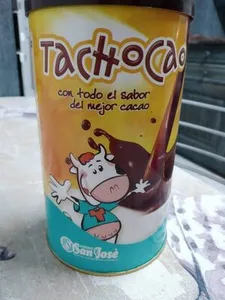 TACHOCAO
con todo el sabor
del mejor cacao
T
San José